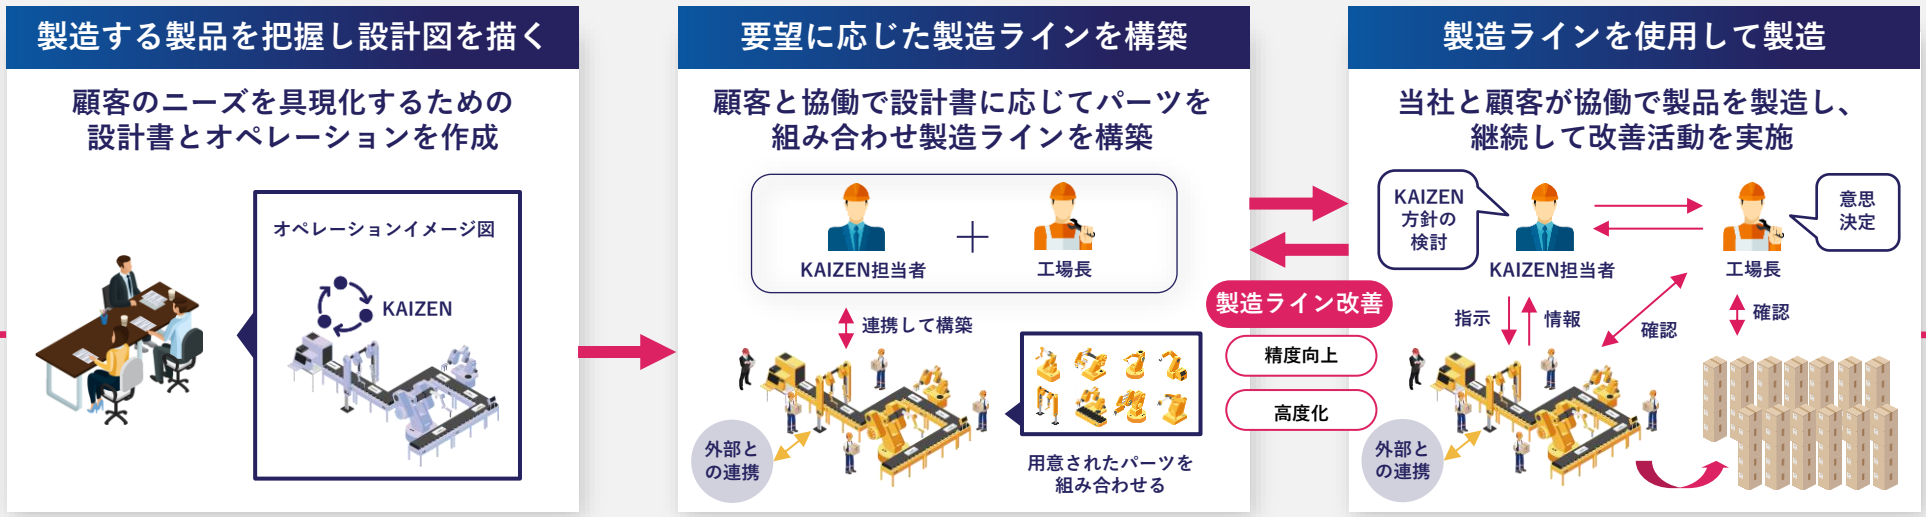 製造する製品を把握し設計図を描く
顧客のニーズを具現化するための
設計書とオペレーションを作成
オペレーションイメージ図
KAIZEN
要望に応じた製造ラインを構築
顧客と協働で設計書に応じてパーツを
組み合わせ製造ラインを構築
KAIZEN担当者
工場長
連携して構築
外部と
の連携
用意されたパーツを
組み合わせる
製造ライン改善
精度向上
高度化
製造ラインを使用して製造
当社と顧客が協働で製品を製造し、
継続して改善活動を実施
KAIZEN
方針の
検討
意思
決定
KAIZEN担当者
工場長
指示
情報
確認
確認
外部と
の連携